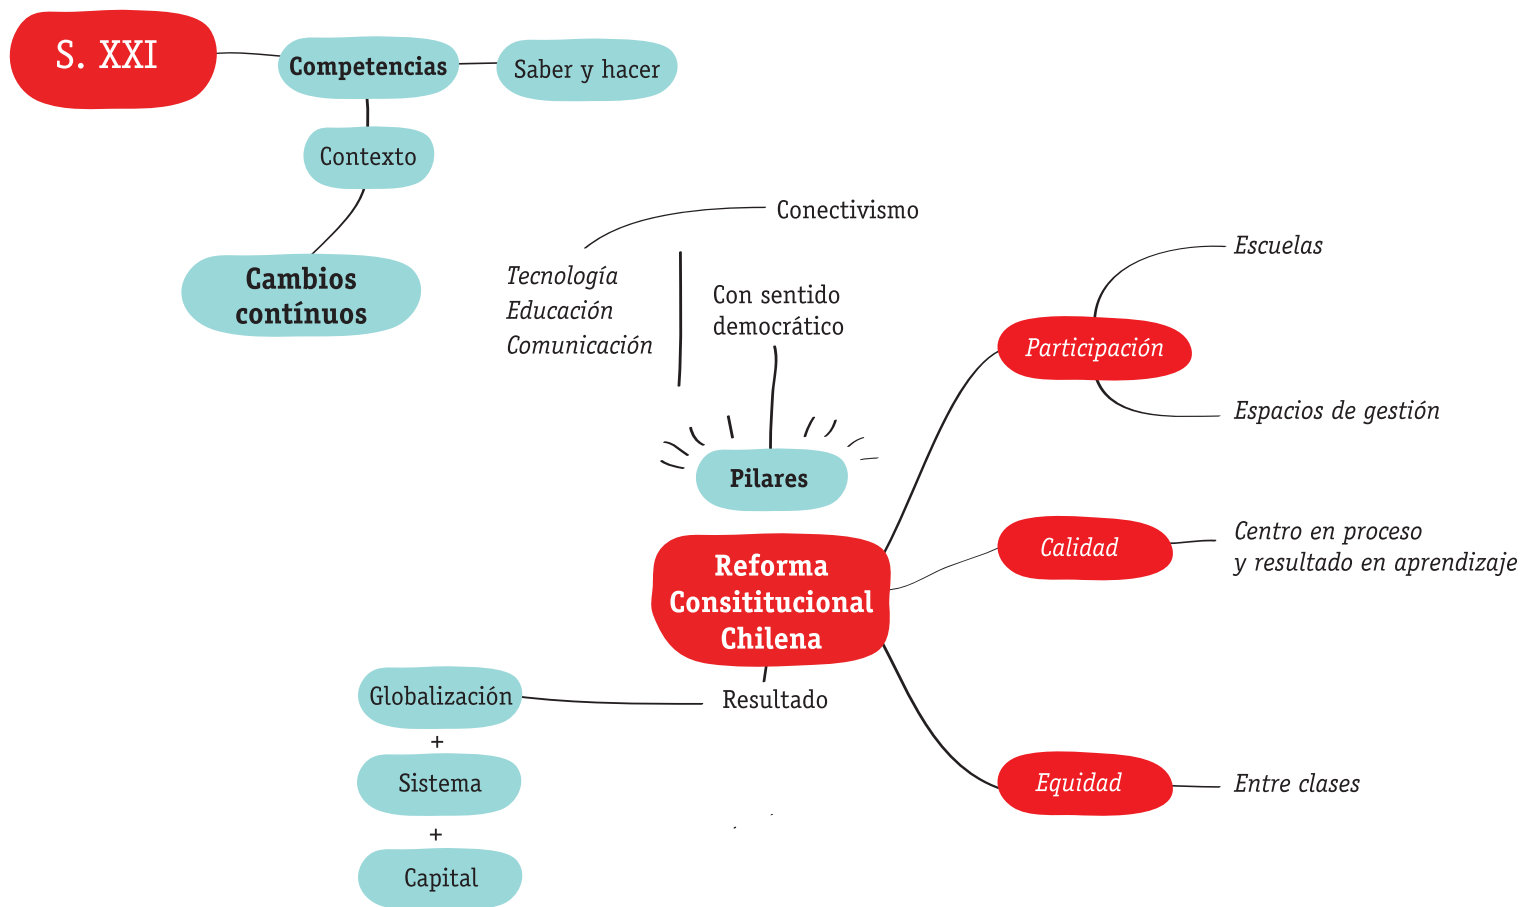 S. XXI
Competencias
Saber y hacer
Contexto
Cambios
contínuos
Conectivismo
Tecnología
Educación
Comunicación
Con sentido
democrático
Pilares
Reforma
Consititucional
Chilena
Participación
Escuelas
Espacios de gestión
Calidad
Centro en proceso
y resultado en aprendizaje
Equidad
Entre clases
Resultado
Globalización
+
Sistema
+
Capital